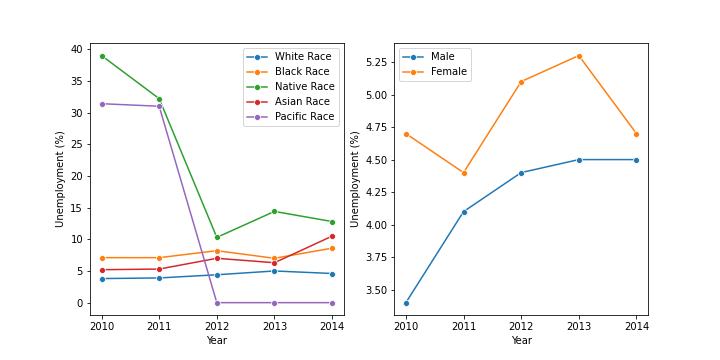 40
35
30
25
20
15
10
5
0
Unemployment (%)
2010 2011 2012 2013 2014
Year
White Race
Black Race
Native Race
Asian Race
Pacific Race
5.25
5.00
4.75
4.50
4.25
4.00
3.75
3.50
Unemployment (%)
2010 2011 2012 2013 2014
Year
Male
Female